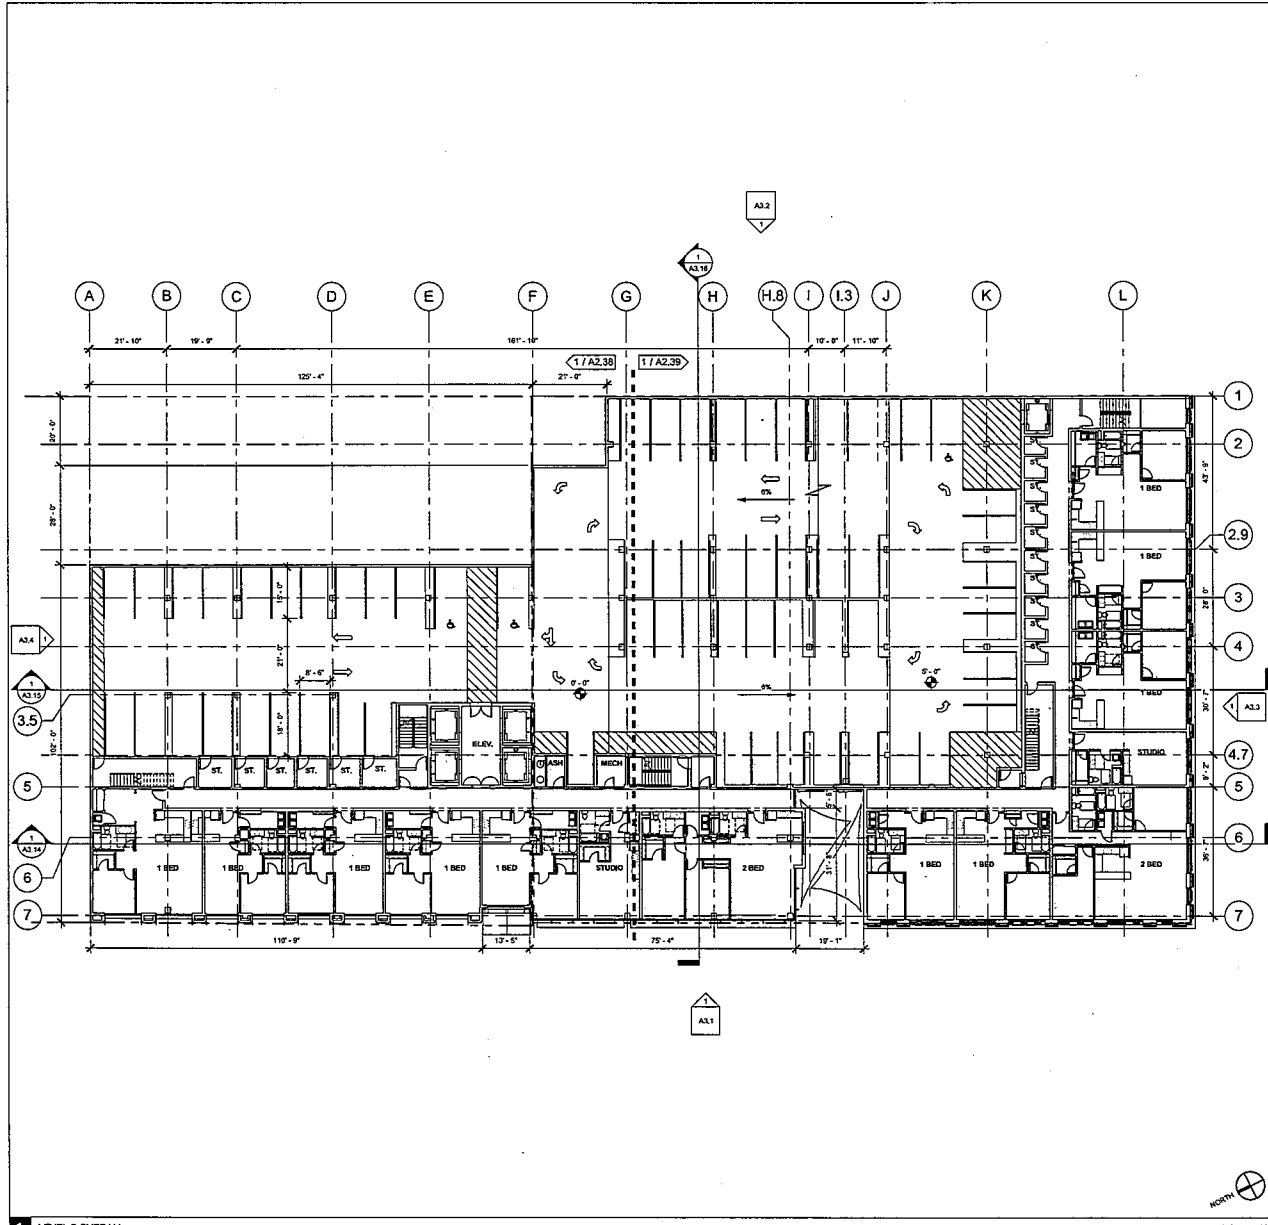 A3.2
1
1
A3.16
A B C D E F G H H.8 I I.3 J K L
21' - 10" 19' - 9" 161' - 10" 10' - 0" 11' - 10"
1 / A2.38 1 / A2.39
125' - 4" 21' - 0"
1
20' - 0"
2
43' - 9"
6%
1 BED
28' - 0"
2.9
1 BED
15' - 0"
3
28' - 0"
A3.4 1
4
21' - 0"
8' - 6"
0' - 0" 5' - 0"
1
A3.15
6%
1 BED
30' - 7"
1 A3.3
3.5
18' - 0"
102' - 0"
ELEV.
STUDIO
4.7
ST. ST. ST. ST. ST. ST.
MECH
9' - 2"
5 5
5' - 6"
1
A3.14
6
31' - 8"
36' - 7"
6
1 BED 1 BED 1 BED 1 BED 1 BED STUDIO 2 BED 1 BED 1 BED 2 BED
7 7
110' - 9" 13' - 5" 75' - 4" 19' - 1"
1
A3.1
NORTH